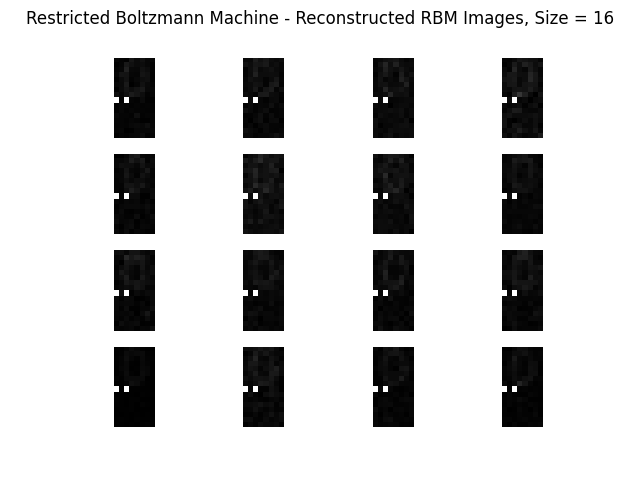 Restricted Boltzmann Machine - Reconstructed RBM Images, Size = 16